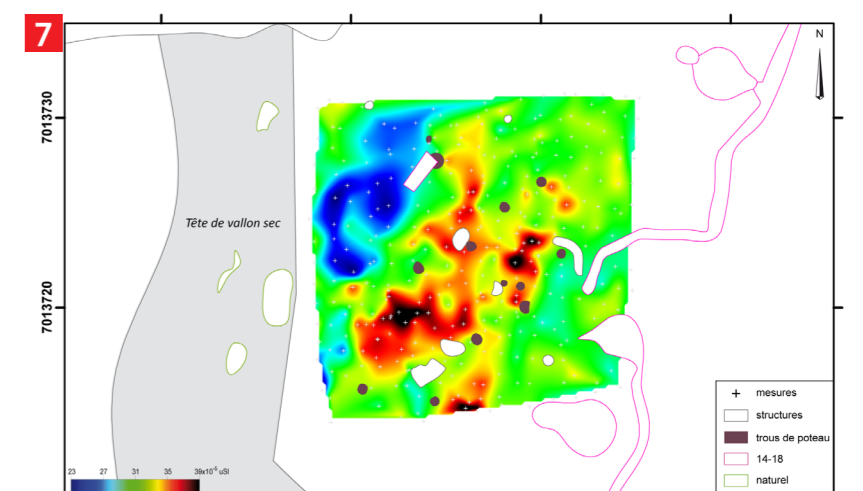 7
N
7013730
Tête de vallon sec
7013720
mesures
structures
trous de poteau
14-18
naturel
23 27 31 35 39x10⁻⁵ uSI